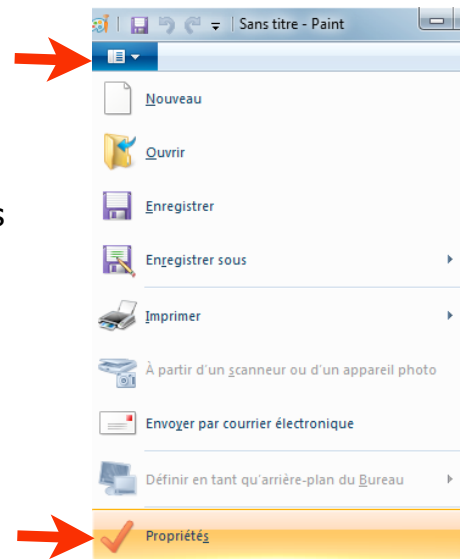 Sans titre - Paint
Nouveau
Ouvrir
Enregistrer
s
Enregistrer sous
Imprimer
À partir d'un scanneur ou d'un appareil photo
Envoyer par courrier électronique
Définir en tant qu'arrière-plan du Bureau
Propriétés